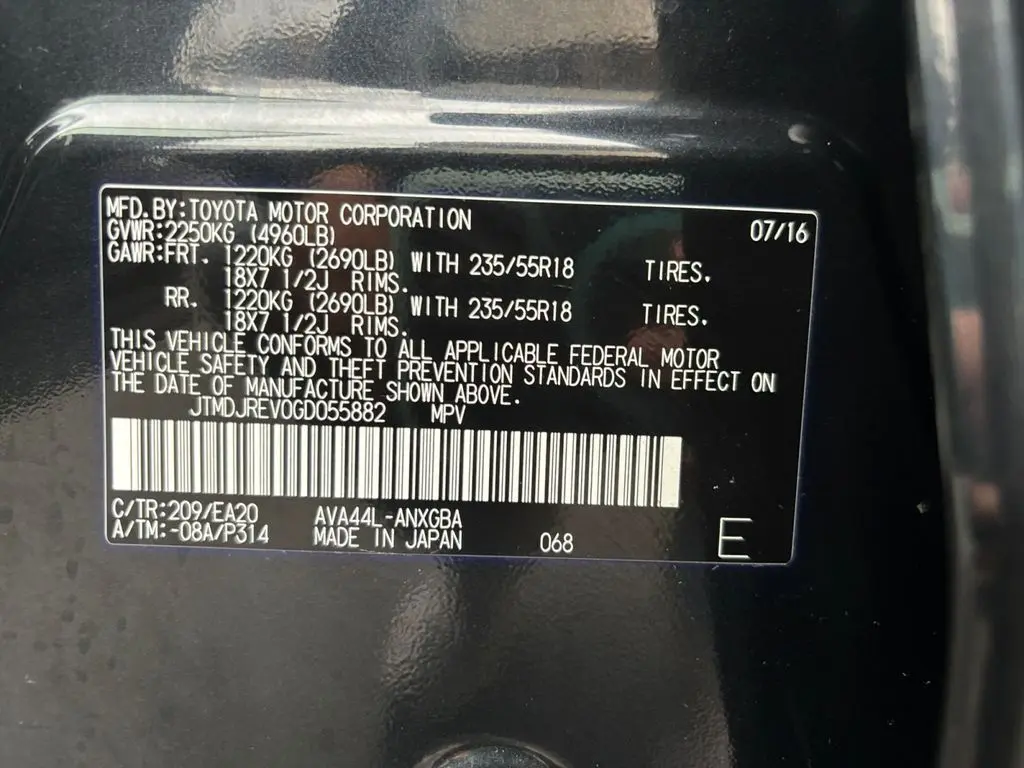 MFD.BY:TOYOTA MOTOR CORPORATION 07/16
GVWR:2250KG (4960LB)
GAWR:FRT. 1220KG (2690LB) WITH 235/55R18 TIRES.
18X7 1/2J RIMS.
RR. 1220KG (2690LB) WITH 235/55R18 TIRES.
18X7 1/2J RIMS.
THIS VEHICLE CONFORMS TO ALL APPLICABLE FEDERAL MOTOR
VEHICLE SAFETY AND THEFT PREVENTION STANDARDS IN EFFECT ON
THE DATE OF MANUFACTURE SHOWN ABOVE.
JTMDJREV0GD055882 MPV
C/TR:209/EA20 AVA44L-ANXGBA
A/TM:-08A/P314 MADE IN JAPAN 068 E